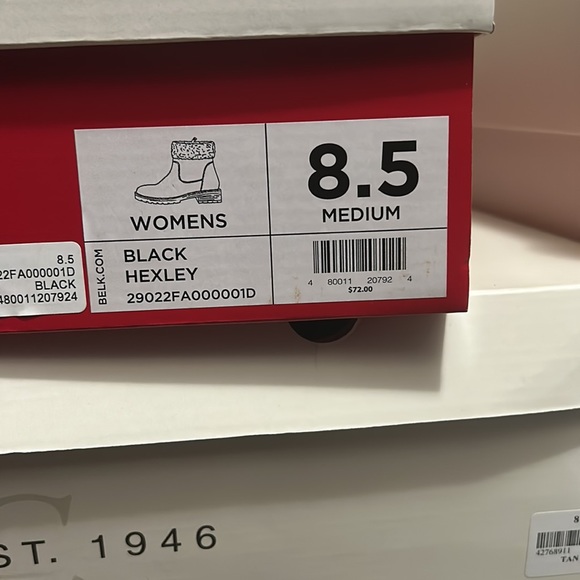 WOMENS
8.5
MEDIUM
BELK.COM
BLACK
HEXLEY
29022FA000001D
4 80011 20792 4
$72.00
8.5
22FA000001D
BLACK
480011207924
ST. 1946
8
42768911
TAN